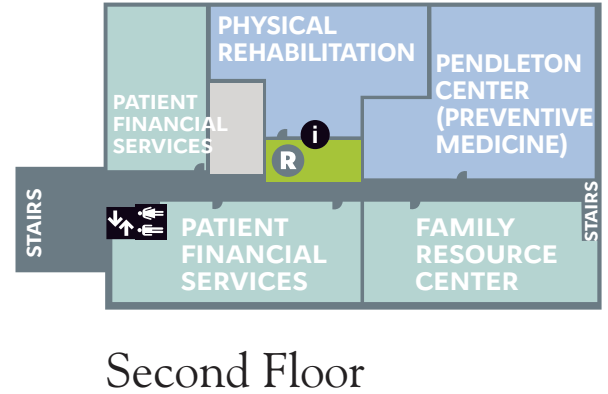 PHYSICAL
REHABILITATION
PENDLETON
CENTER
(PREVENTIVE
MEDICINE)
PATIENT
FINANCIAL
SERVICES
i
R
STAIRS
STAIRS
PATIENT
FINANCIAL
SERVICES
FAMILY
RESOURCE
CENTER
Second Floor